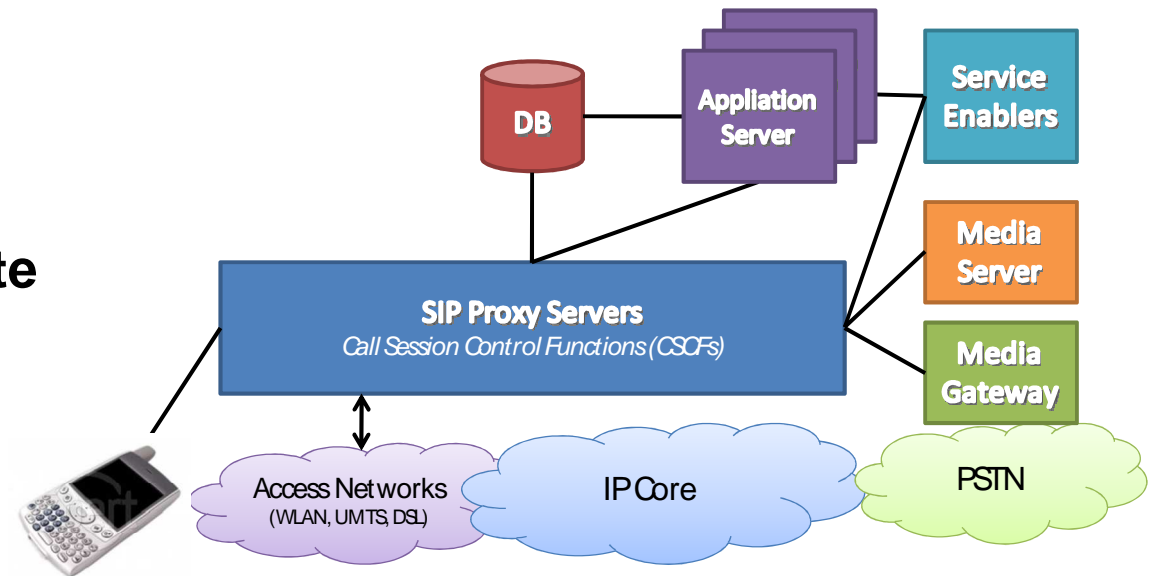 DB
Appliation
Server
Service
Enablers
te
Media
Server
SIP Proxy Servers
Call Session Control Functions (CSCFs)
Media
Gateway
Access Networks
(WLAN, UMTS, DSL)
IP Core
PSTN